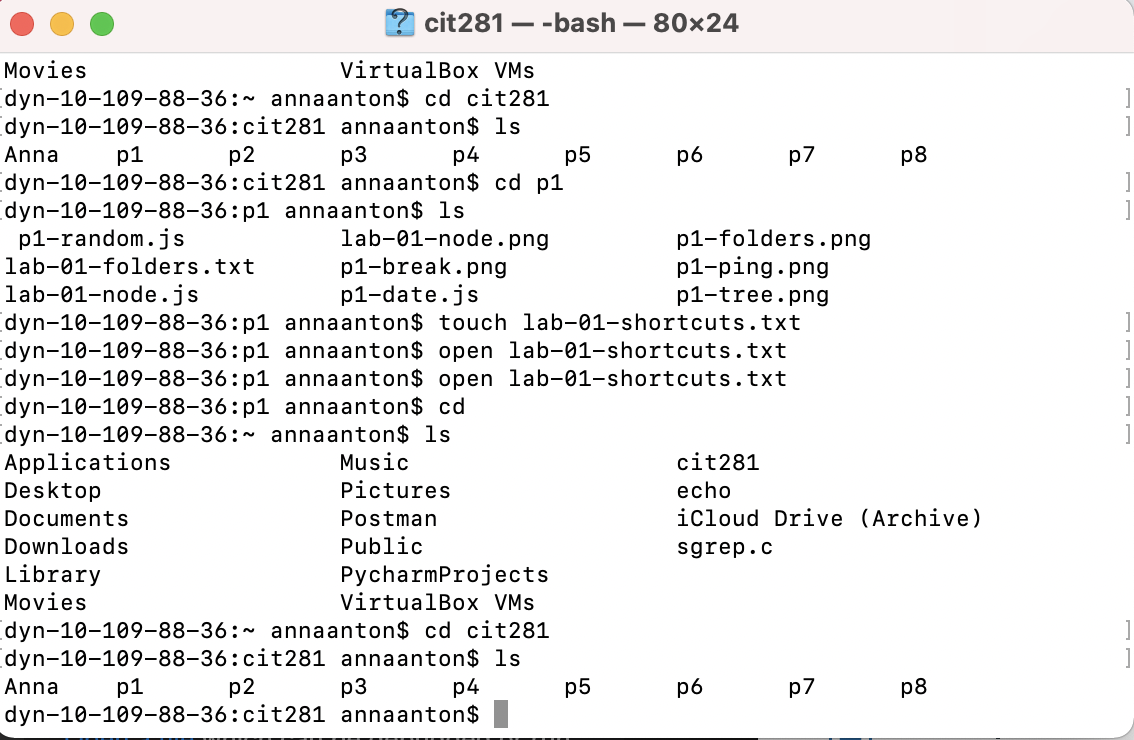 cit281 — -bash — 80×24
Movies                  VirtualBox VMs
[dyn-10-109-88-36:~ annaanton$ cd cit281                                         ]
[dyn-10-109-88-36:cit281 annaanton$ ls                                           ]
Anna    p1      p2      p3      p4      p5      p6      p7      p8
[dyn-10-109-88-36:cit281 annaanton$ cd p1                                        ]
[dyn-10-109-88-36:p1 annaanton$ ls                                               ]
 p1-random.js           lab-01-node.png         p1-folders.png
lab-01-folders.txt      p1-break.png            p1-ping.png
lab-01-node.js          p1-date.js              p1-tree.png
[dyn-10-109-88-36:p1 annaanton$ touch lab-01-shortcuts.txt                       ]
[dyn-10-109-88-36:p1 annaanton$ open lab-01-shortcuts.txt                        ]
[dyn-10-109-88-36:p1 annaanton$ open lab-01-shortcuts.txt                        ]
[dyn-10-109-88-36:p1 annaanton$ cd                                               ]
[dyn-10-109-88-36:~ annaanton$ ls                                                ]
Applications            Music                   cit281
Desktop                 Pictures                echo
Documents               Postman                 iCloud Drive (Archive)
Downloads               Public                  sgrep.c
Library                 PycharmProjects
Movies                  VirtualBox VMs
[dyn-10-109-88-36:~ annaanton$ cd cit281                                         ]
[dyn-10-109-88-36:cit281 annaanton$ ls                                           ]
Anna    p1      p2      p3      p4      p5      p6      p7      p8
dyn-10-109-88-36:cit281 annaanton$